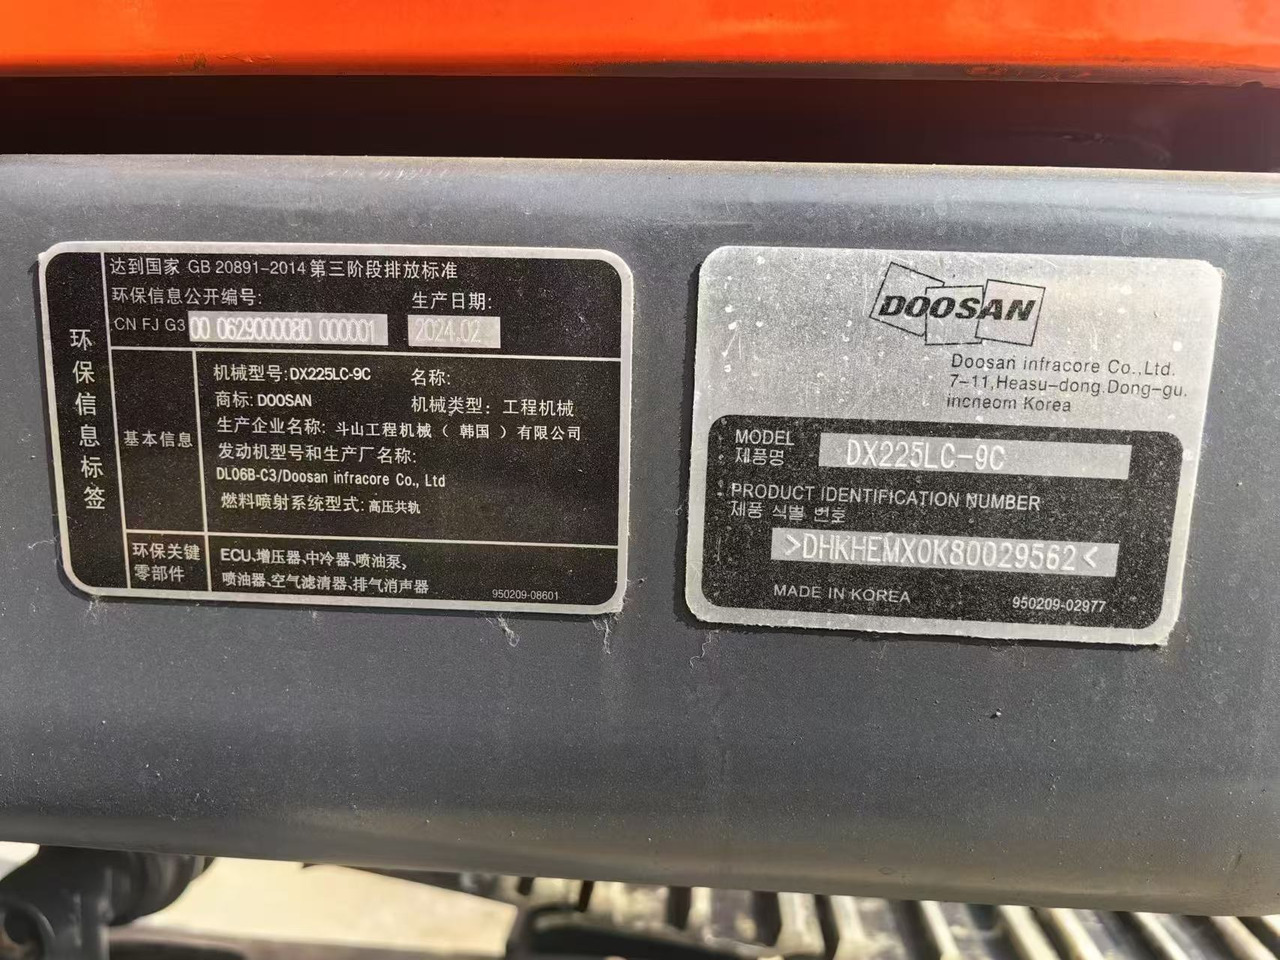 环保信息标签
达到国家 GB 20891-2014 第三阶段排放标准
环保信息公开编号:
生产日期:
CN FJ G3 00 0629000080 000001
2024.02
基本信息
机械型号: DX225LC-9C
名称:
商标: DOOSAN
机械类型: 工程机械
生产企业名称: 斗山工程机械 ( 韩国 ) 有限公司
发动机型号和生产厂名称:
DL06B-C3/Doosan infracore Co., Ltd
燃料喷射系统型式: 高压共轨
环保关键
零部件
ECU、增压器、中冷器、喷油泵,
喷油器、空气滤清器、排气消声器
950209-08601
DOOSAN
Doosan infracore Co.,Ltd.
7-11,Heasu-dong.Dong-gu.
incneom Korea
MODEL
제품명
DX225LC-9C
PRODUCT IDENTIFICATION NUMBER
제품 식별 번호
>DHKHEMX0K80029562<
MADE IN KOREA
950209-02977